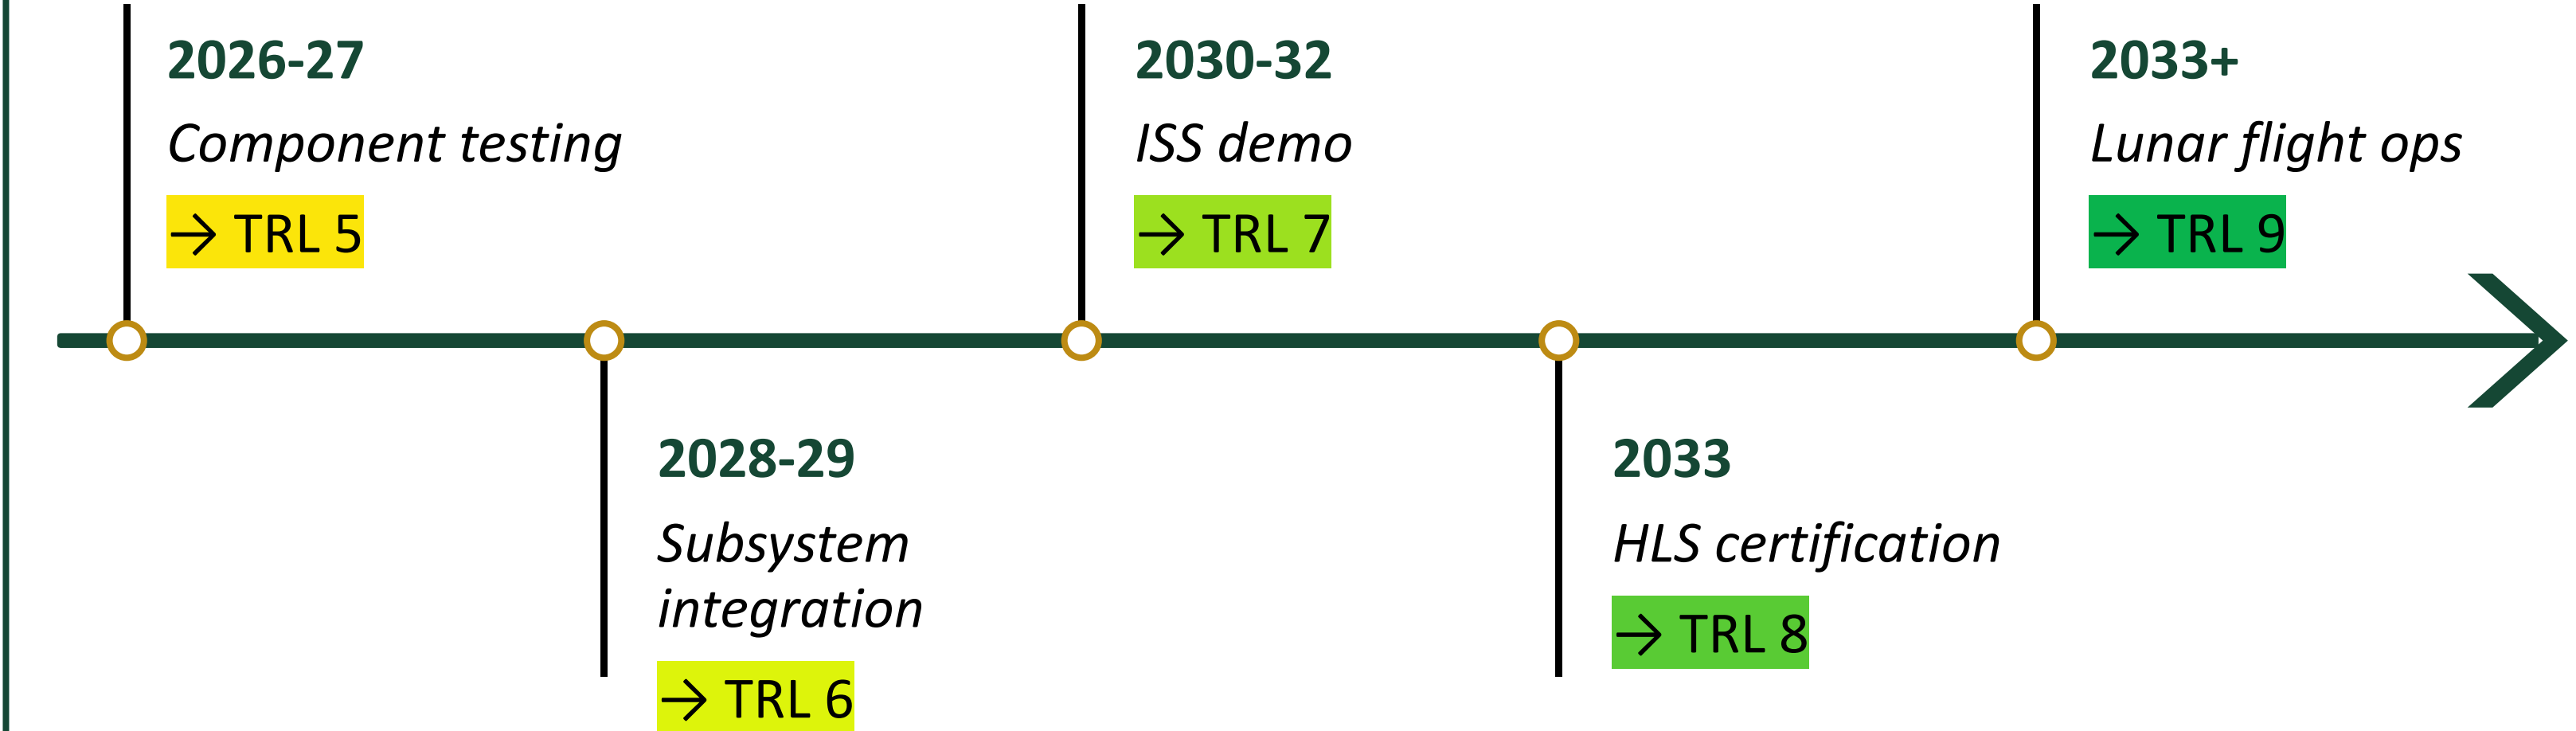 2026-27
Component testing
→ TRL 5
2028-29
Subsystem
integration
→ TRL 6
2030-32
ISS demo
→ TRL 7
2033
HLS certification
→ TRL 8
2033+
Lunar flight ops
→ TRL 9